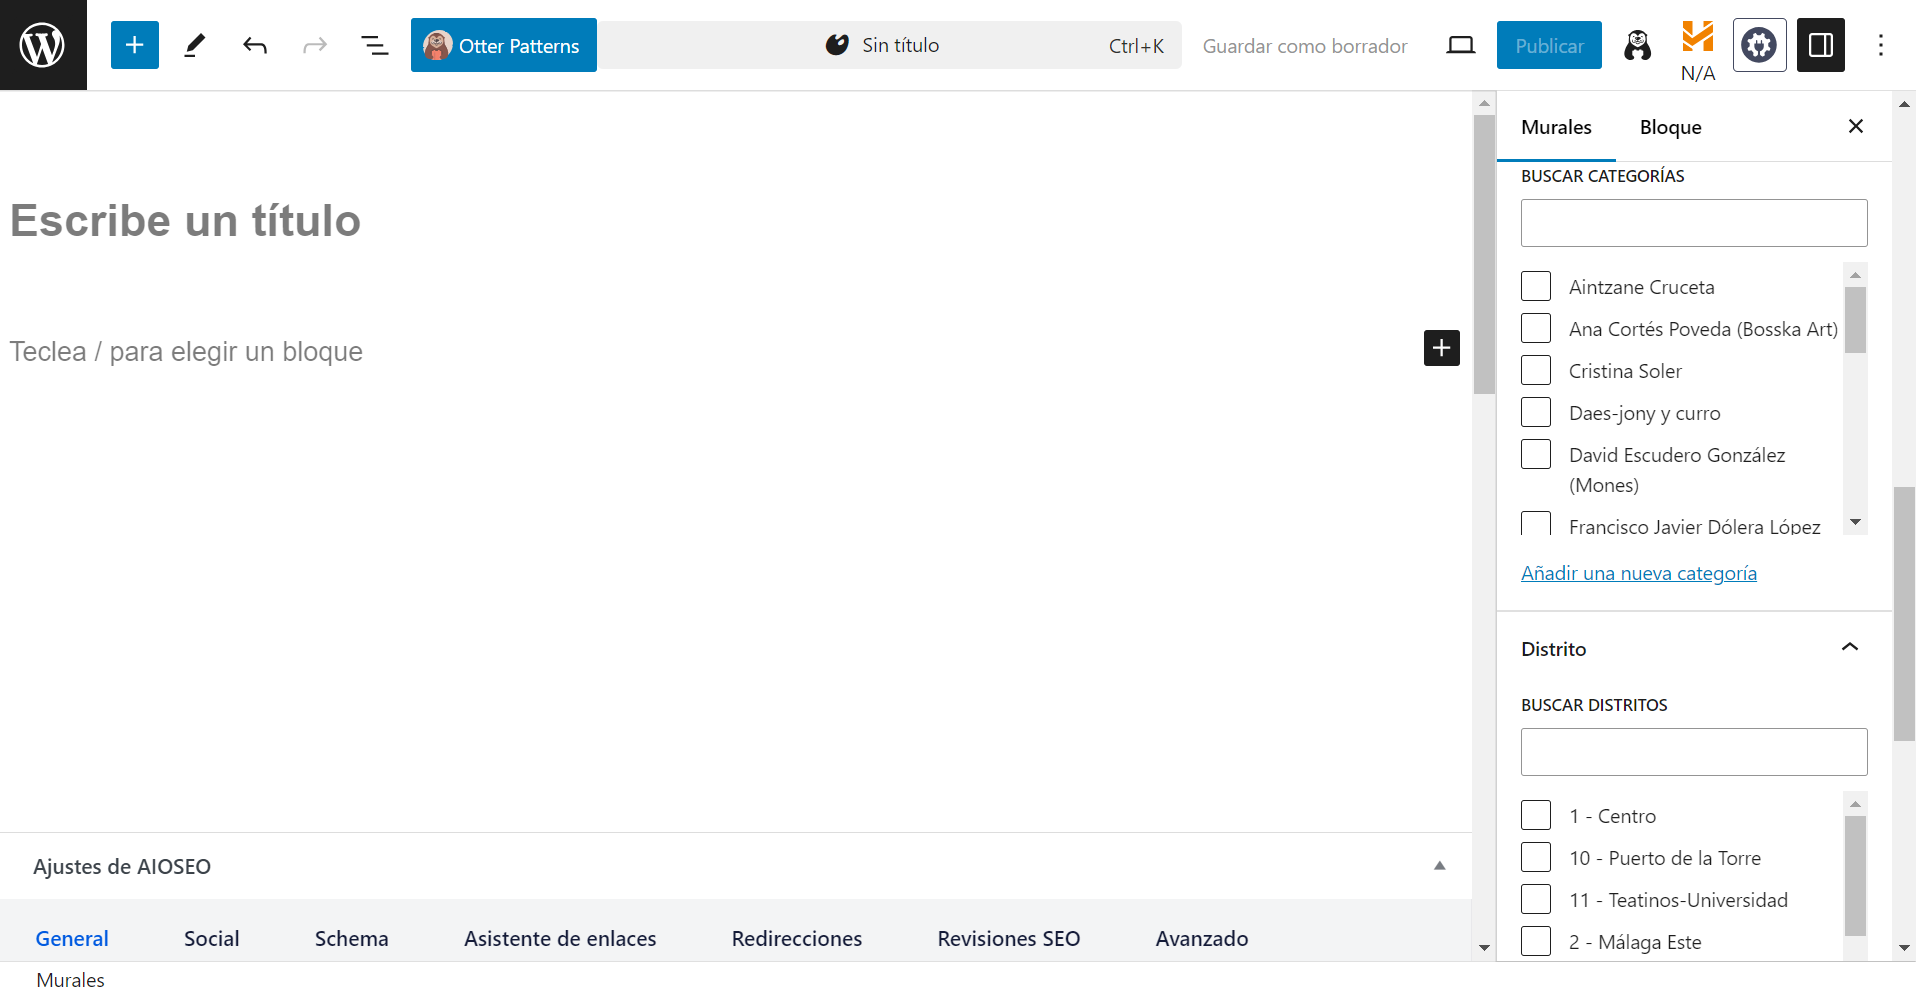 Otter Patterns
Sin título
Ctrl+K
Guardar como borrador
Publicar
N/A
Murales
Bloque
BUSCAR CATEGORÍAS
Escribe un título
Teclea / para elegir un bloque
Aintzane Cruceta
Ana Cortés Poveda (Bosska Art)
Cristina Soler
Daes-jony y curro
David Escudero González
(Mones)
Francisco Javier Dólera López
Añadir una nueva categoría
Distrito
BUSCAR DISTRITOS
1 - Centro
10 - Puerto de la Torre
11 - Teatinos-Universidad
2 - Málaga Este
Ajustes de AIOSEO
General
Social
Schema
Asistente de enlaces
Redirecciones
Revisiones SEO
Avanzado
Murales